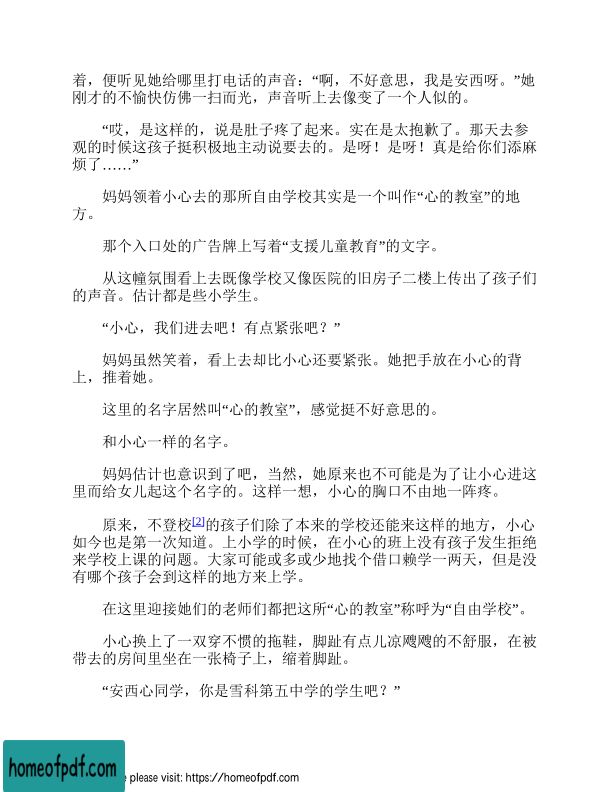 着，便听见她给哪里打电话的声音：“啊，不好意思，我是安西呀。”她
刚才的不愉快仿佛一扫而光，声音听上去像变了一个人似的。
“哎，是这样的，说是肚子疼了起来。实在是太抱歉了。那天去参
观的时候这孩子挺积极地主动说要去的。是呀！是呀！真是给你们添麻
烦了……”
妈妈领着小心去的那所自由学校其实是一个叫作“心的教室”的地
方。
那个入口处的广告牌上写着“支援儿童教育”的文字。
从这幢氛围看上去既像学校又像医院的旧房子二楼上传出了孩子们
的声音。估计都是些小学生。
“小心，我们进去吧！有点紧张吧？”
妈妈虽然笑着，看上去却比小心还要紧张。她把手放在小心的背
上，推着她。
这里的名字居然叫“心的教室”，感觉挺不好意思的。
和小心一样的名字。
妈妈估计也意识到了吧，当然，她原来也不可能是为了让小心进这
里而给女儿起这个名字的。这样一想，小心的胸口不由地一阵疼。
原来，不登校[2]的孩子们除了本来的学校还能来这样的地方，小心
如今也是第一次知道。上小学的时候，在小心的班上没有孩子发生拒绝
来学校上课的问题。大家可能或多或少地找个借口赖学一两天，但是没
有哪个孩子会到这样的地方来上学。
在这里迎接她们的老师们都把这所“心的教室”称呼为“自由学校”。
小心换上了一双穿不惯的拖鞋，脚趾有点儿凉飕飕的不舒服，在被
带去的房间里坐在一张椅子上，缩着脚趾。
“安西心同学，你是雪科第五中学的学生吧？”
homeofpdf.com
e please visit: https://homeofpdf.com